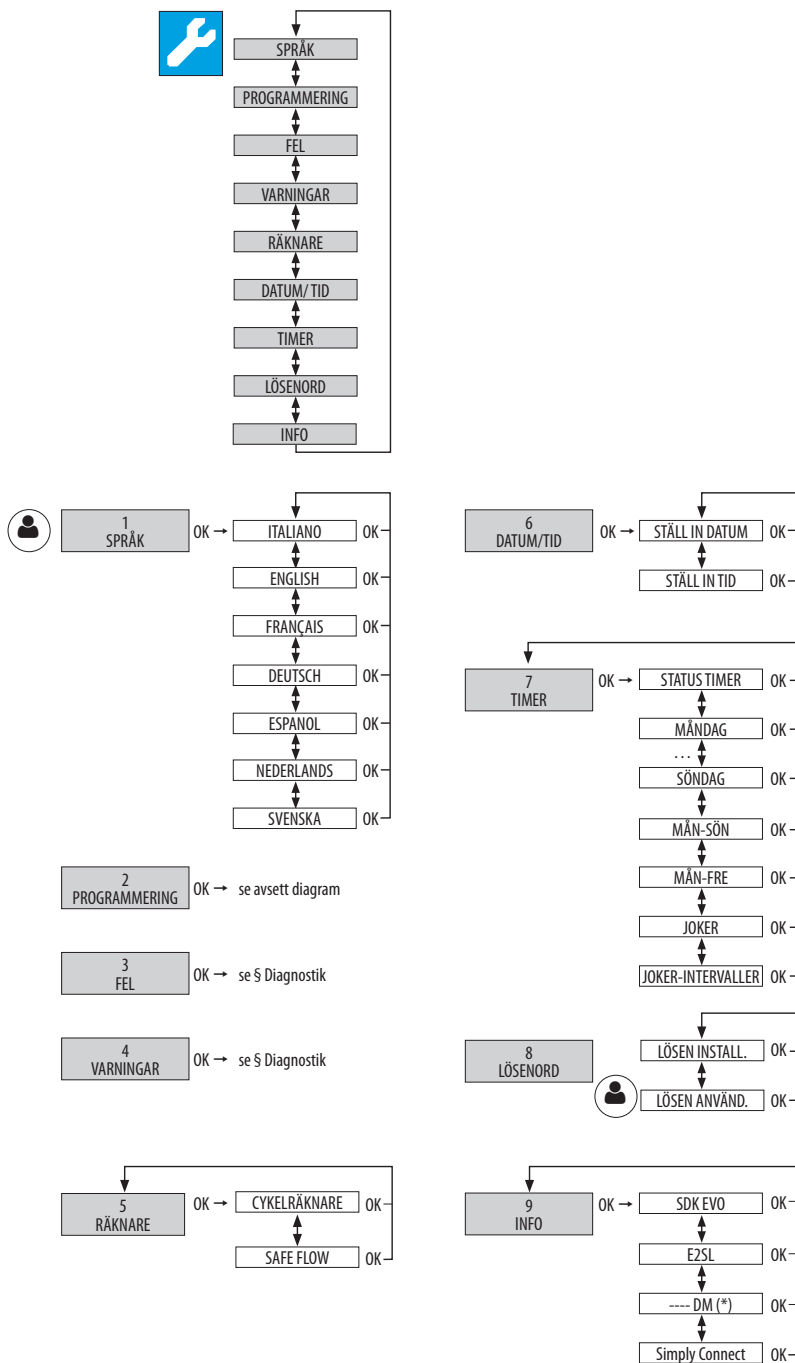 SPRÅK
PROGRAMMERING
FEL
VARNINGAR
RÄKNARE
DATUM/ TID
TIMER
LÖSENORD
INFO
1
SPRÅK
OK
ITALIANO
OK
ENGLISH
OK
FRANÇAIS
OK
DEUTSCH
OK
ESPANOL
OK
NEDERLANDS
OK
SVENSKA
OK
2
PROGRAMMERING
OK
se avsett diagram
3
FEL
OK
se § Diagnostik
4
VARNINGAR
OK
se § Diagnostik
5
RÄKNARE
OK
CYKELRÄKNARE
OK
SAFE FLOW
OK
6
DATUM/TID
OK
STÄLL IN DATUM
OK
STÄLL IN TID
OK
7
TIMER
OK
STATUS TIMER
OK
MÅNDAG
OK
...
SÖNDAG
OK
MÅN-SÖN
OK
MÅN-FRE
OK
JOKER
OK
JOKER-INTERVALLER
OK
8
LÖSENORD
LÖSEN INSTALL.
OK
LÖSEN ANVÄND.
OK
9
INFO
OK
SDK EVO
OK
E2SL
OK
---- DM (*)
OK
Simply Connect
OK